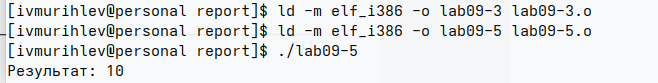 [ivmurihlev@personal report]$ ld -m elf_i386 -o lab09-3 lab09-3.o
[ivmurihlev@personal report]$ ld -m elf_i386 -o lab09-5 lab09-5.o
[ivmurihlev@personal report]$ ./lab09-5
Результат: 10